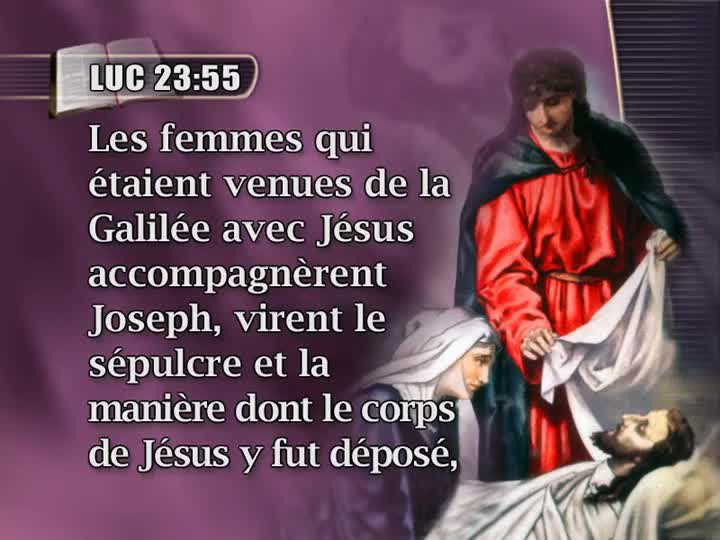 LUC 23:55
Les femmes qui
étaient venues de la
Galilée avec Jésus
accompagnèrent
Joseph, virent le
sépulcre et la
manière dont le corps
de Jésus y fut déposé,